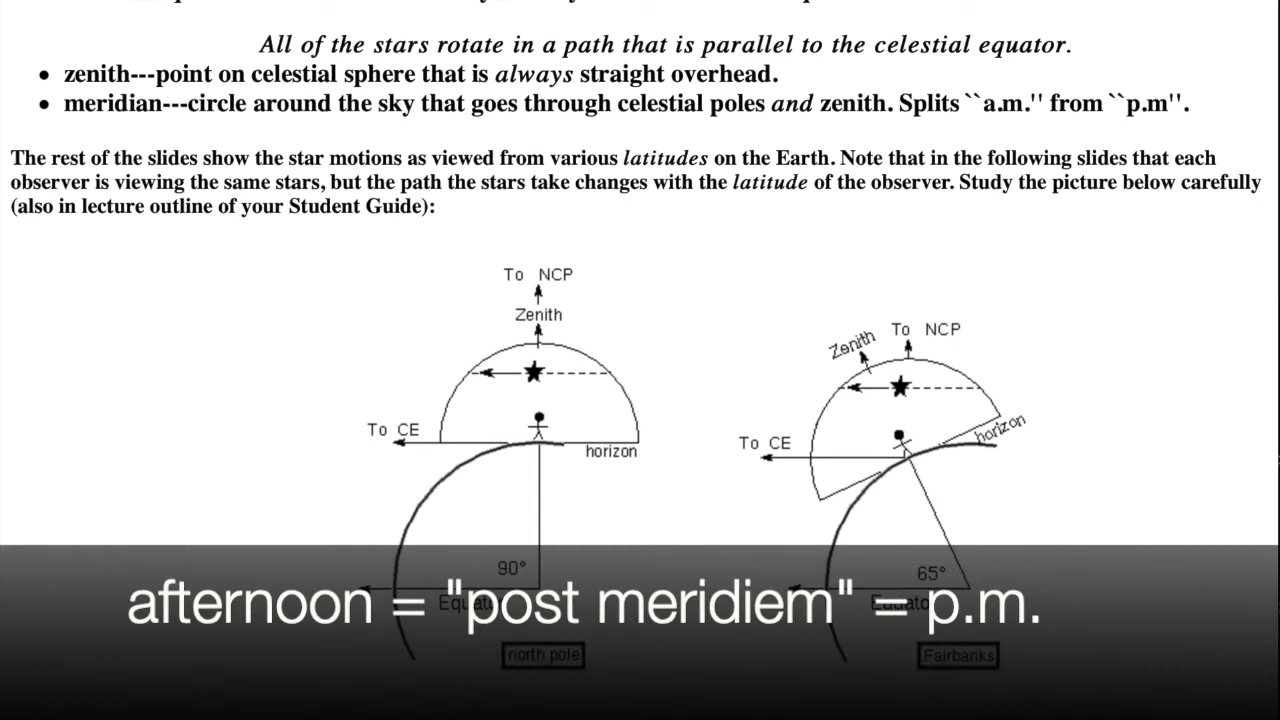 All of the stars rotate in a path that is parallel to the celestial equator.
• zenith---point on celestial sphere that is always straight overhead.
• meridian---circle around the sky that goes through celestial poles and zenith. Splits ``a.m.'' from ``p.m''.
The rest of the slides show the star motions as viewed from various latitudes on the Earth. Note that in the following slides that each
observer is viewing the same stars, but the path the stars take changes with the latitude of the observer. Study the picture below carefully
(also in lecture outline of your Student Guide):
To NCP
Zenith
To CE
horizon
90°
Equator
north pole
To NCP
Zenith
To CE
horizon
65°
Equator
Fairbanks
afternoon = "post meridiem" = p.m.